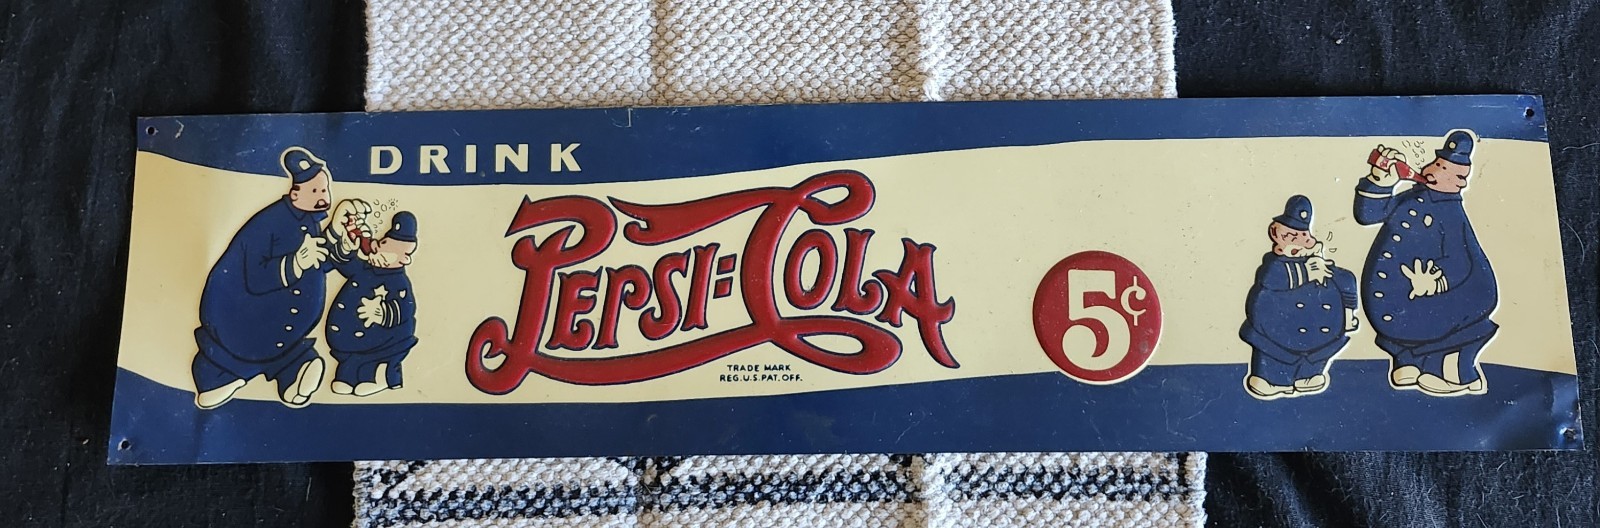 DRINK
PEPSI:COLA
5¢
TRADE MARK
REG.U.S.PAT.OFF.